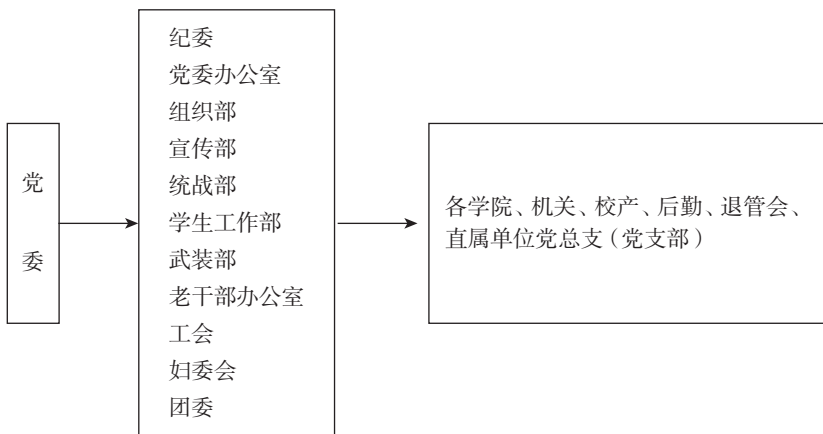 党
委
纪委
党委办公室
组织部
宣传部
统战部
学生工作部
武装部
老干部办公室
工会
妇委会
团委
各学院、机关、校产、后勤、退管会、
直属单位党总支(党支部)